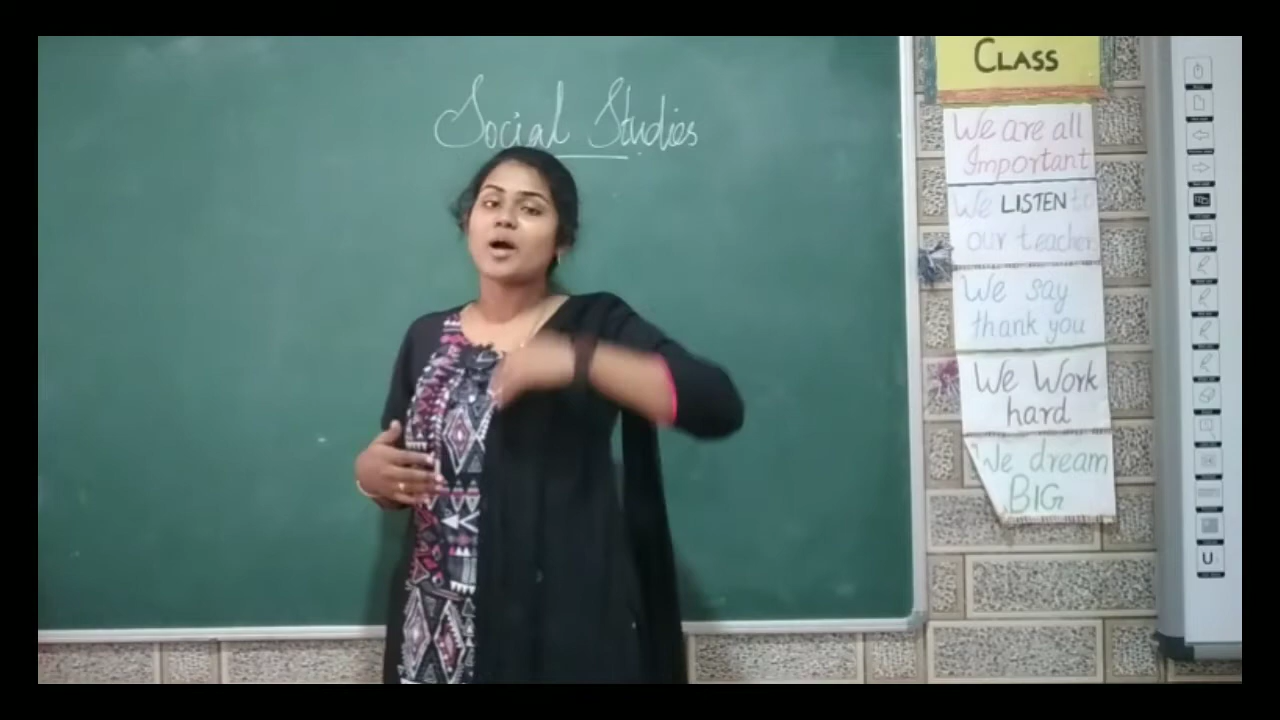 Social Studies
CLASS
We are all
Important
We LISTEN to
our teacher
We say
thank you
We Work
hard
We dream
BIG
U